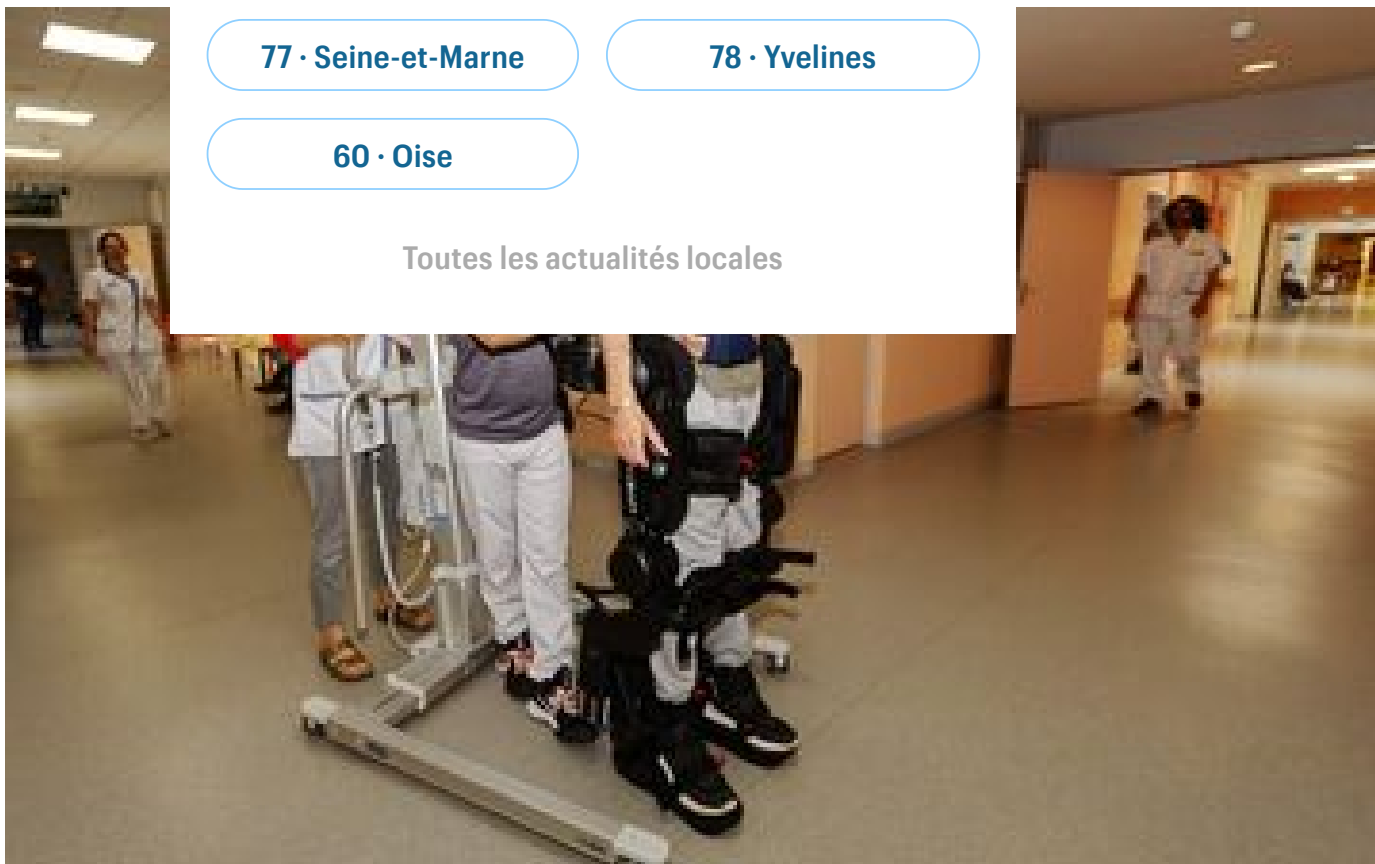 77 · Seine-et-Marne
78 · Yvelines
60 · Oise
Toutes les actualités locales